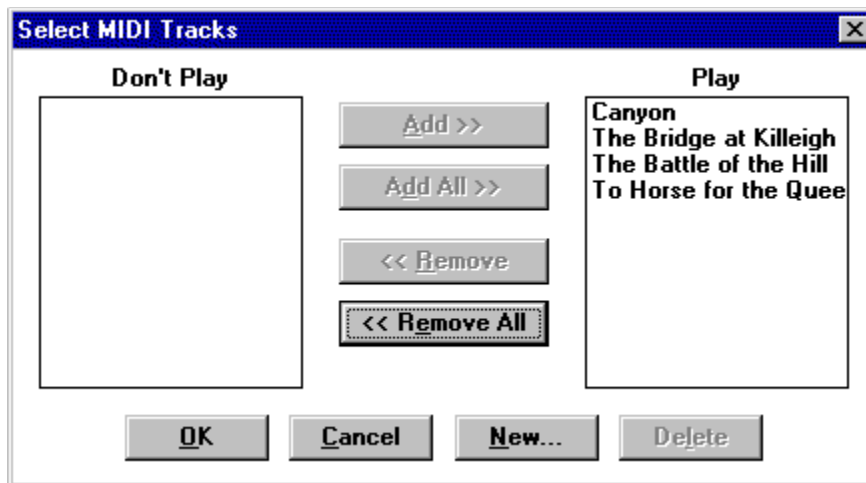 Select MIDI Tracks
Don't Play
Play
Add >>
Add All >>
<< Remove
<< Remove All
Canyon
The Bridge at Killeigh
The Battle of the Hill
To Horse for the Quee
OK
Cancel
New...
Delete